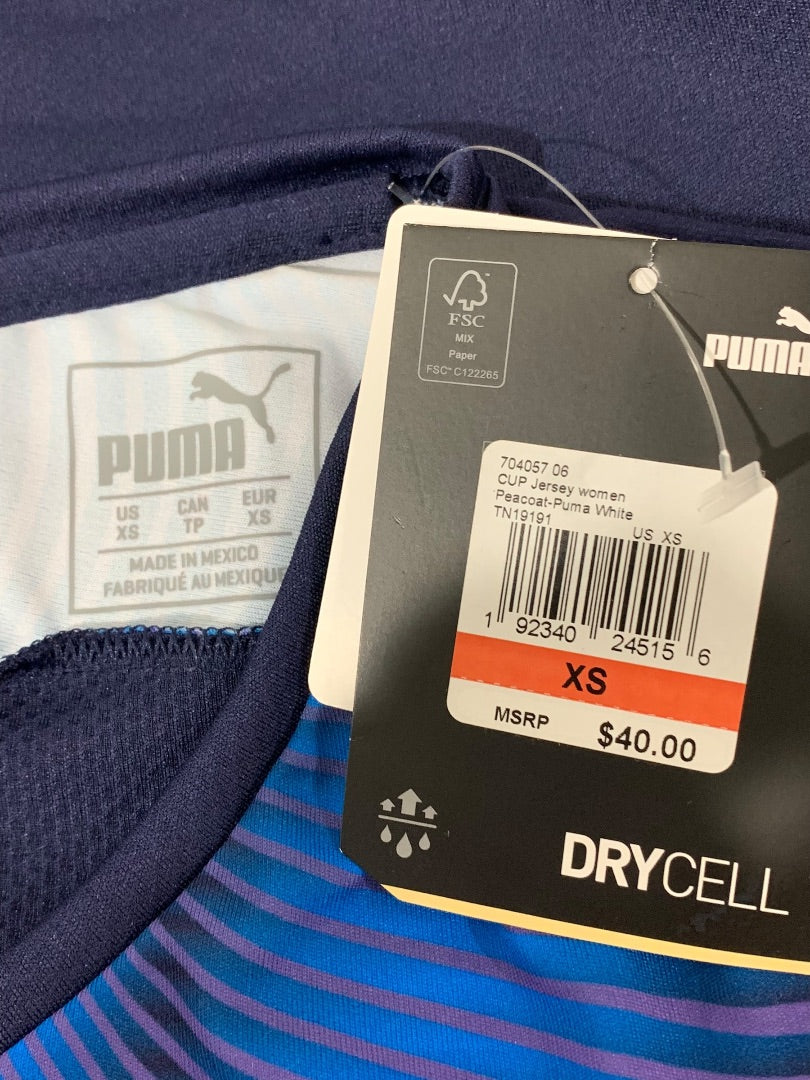 PUMA
US CAN EUR
XS TP XS
MADE IN MEXICO
FABRIQUÉ AU MEXIQUE
FSC
MIX
Paper
FSC™ C122265
PUMA
704057 06
CUP Jersey women
Peacoat-Puma White
TN19191
US XS
1 92340 24515 6
XS
MSRP $40.00
DRYCELL